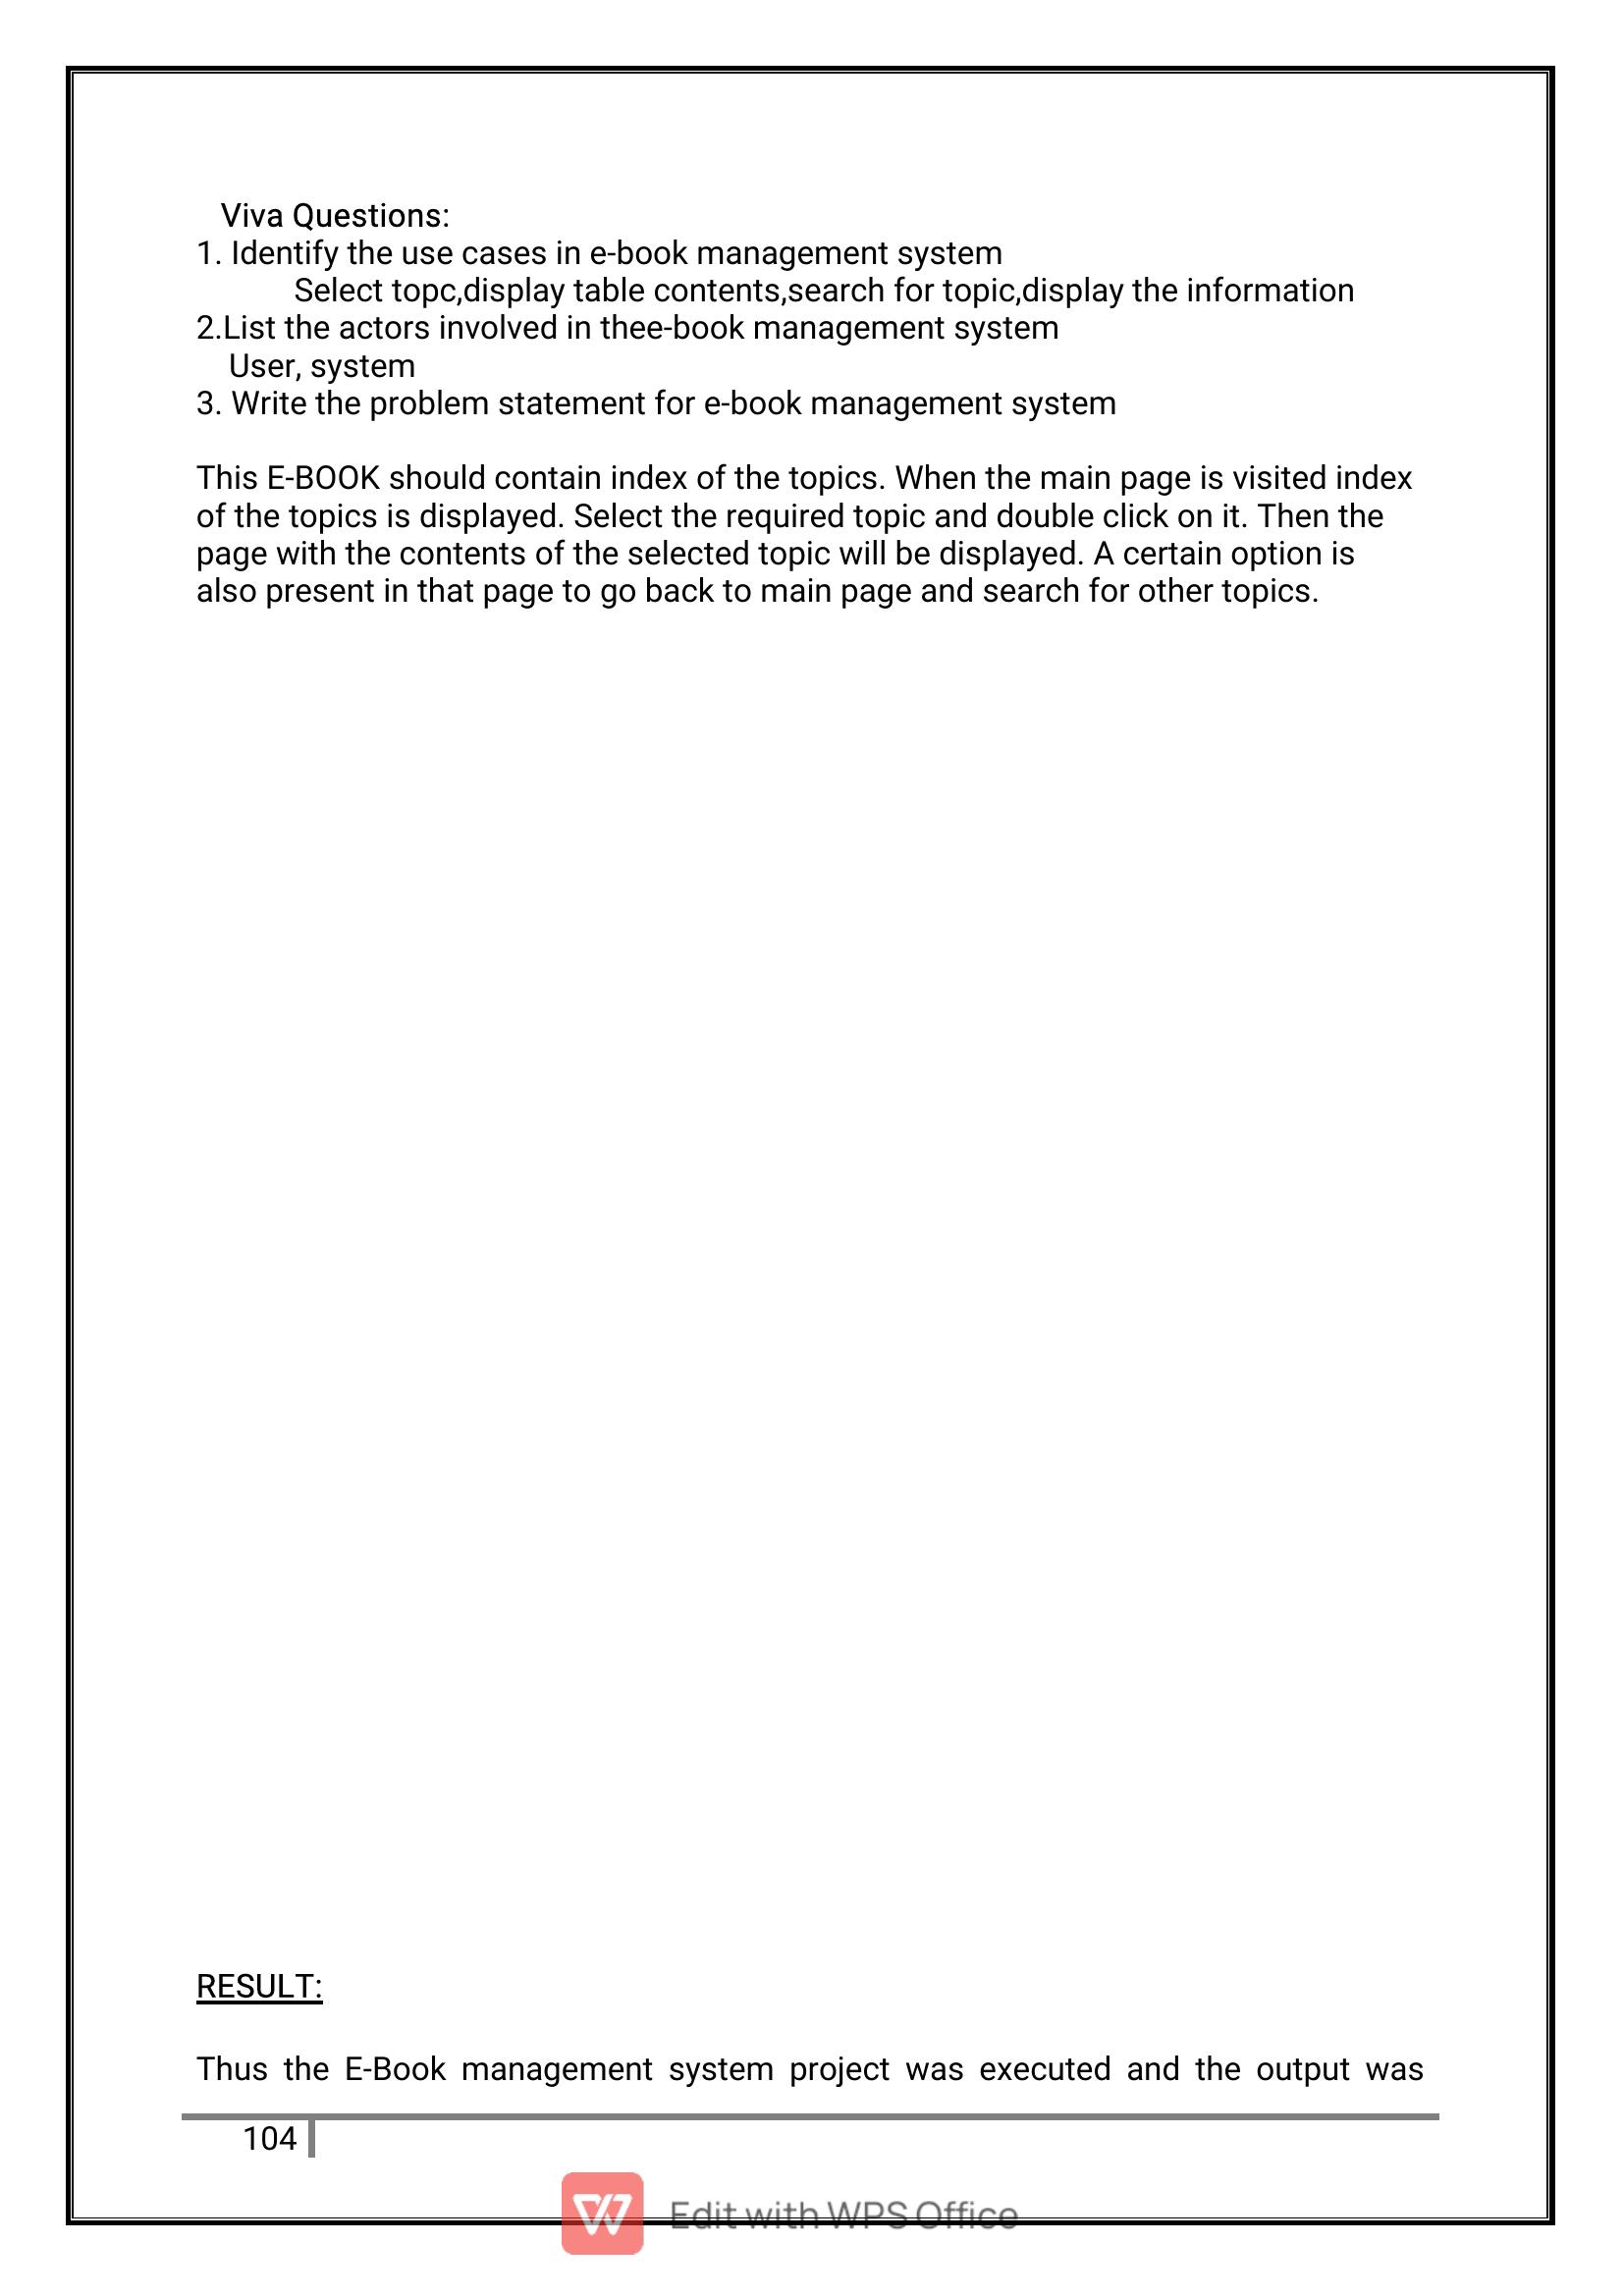 Viva Questions:
1. Identify the use cases in e-book management system
Select topc,display table contents,search for topic,display the information
2.List the actors involved in thee-book management system
User, system
3. Write the problem statement for e-book management system
This E-BOOK should contain index of the topics. When the main page is visited index
of the topics is displayed. Select the required topic and double click on it. Then the
page with the contents of the selected topic will be displayed. A certain option is
also present in that page to go back to main page and search for other topics.
RESULT:
Thus the E-Book management system project was executed and the output was
104
Edit with WPS Office